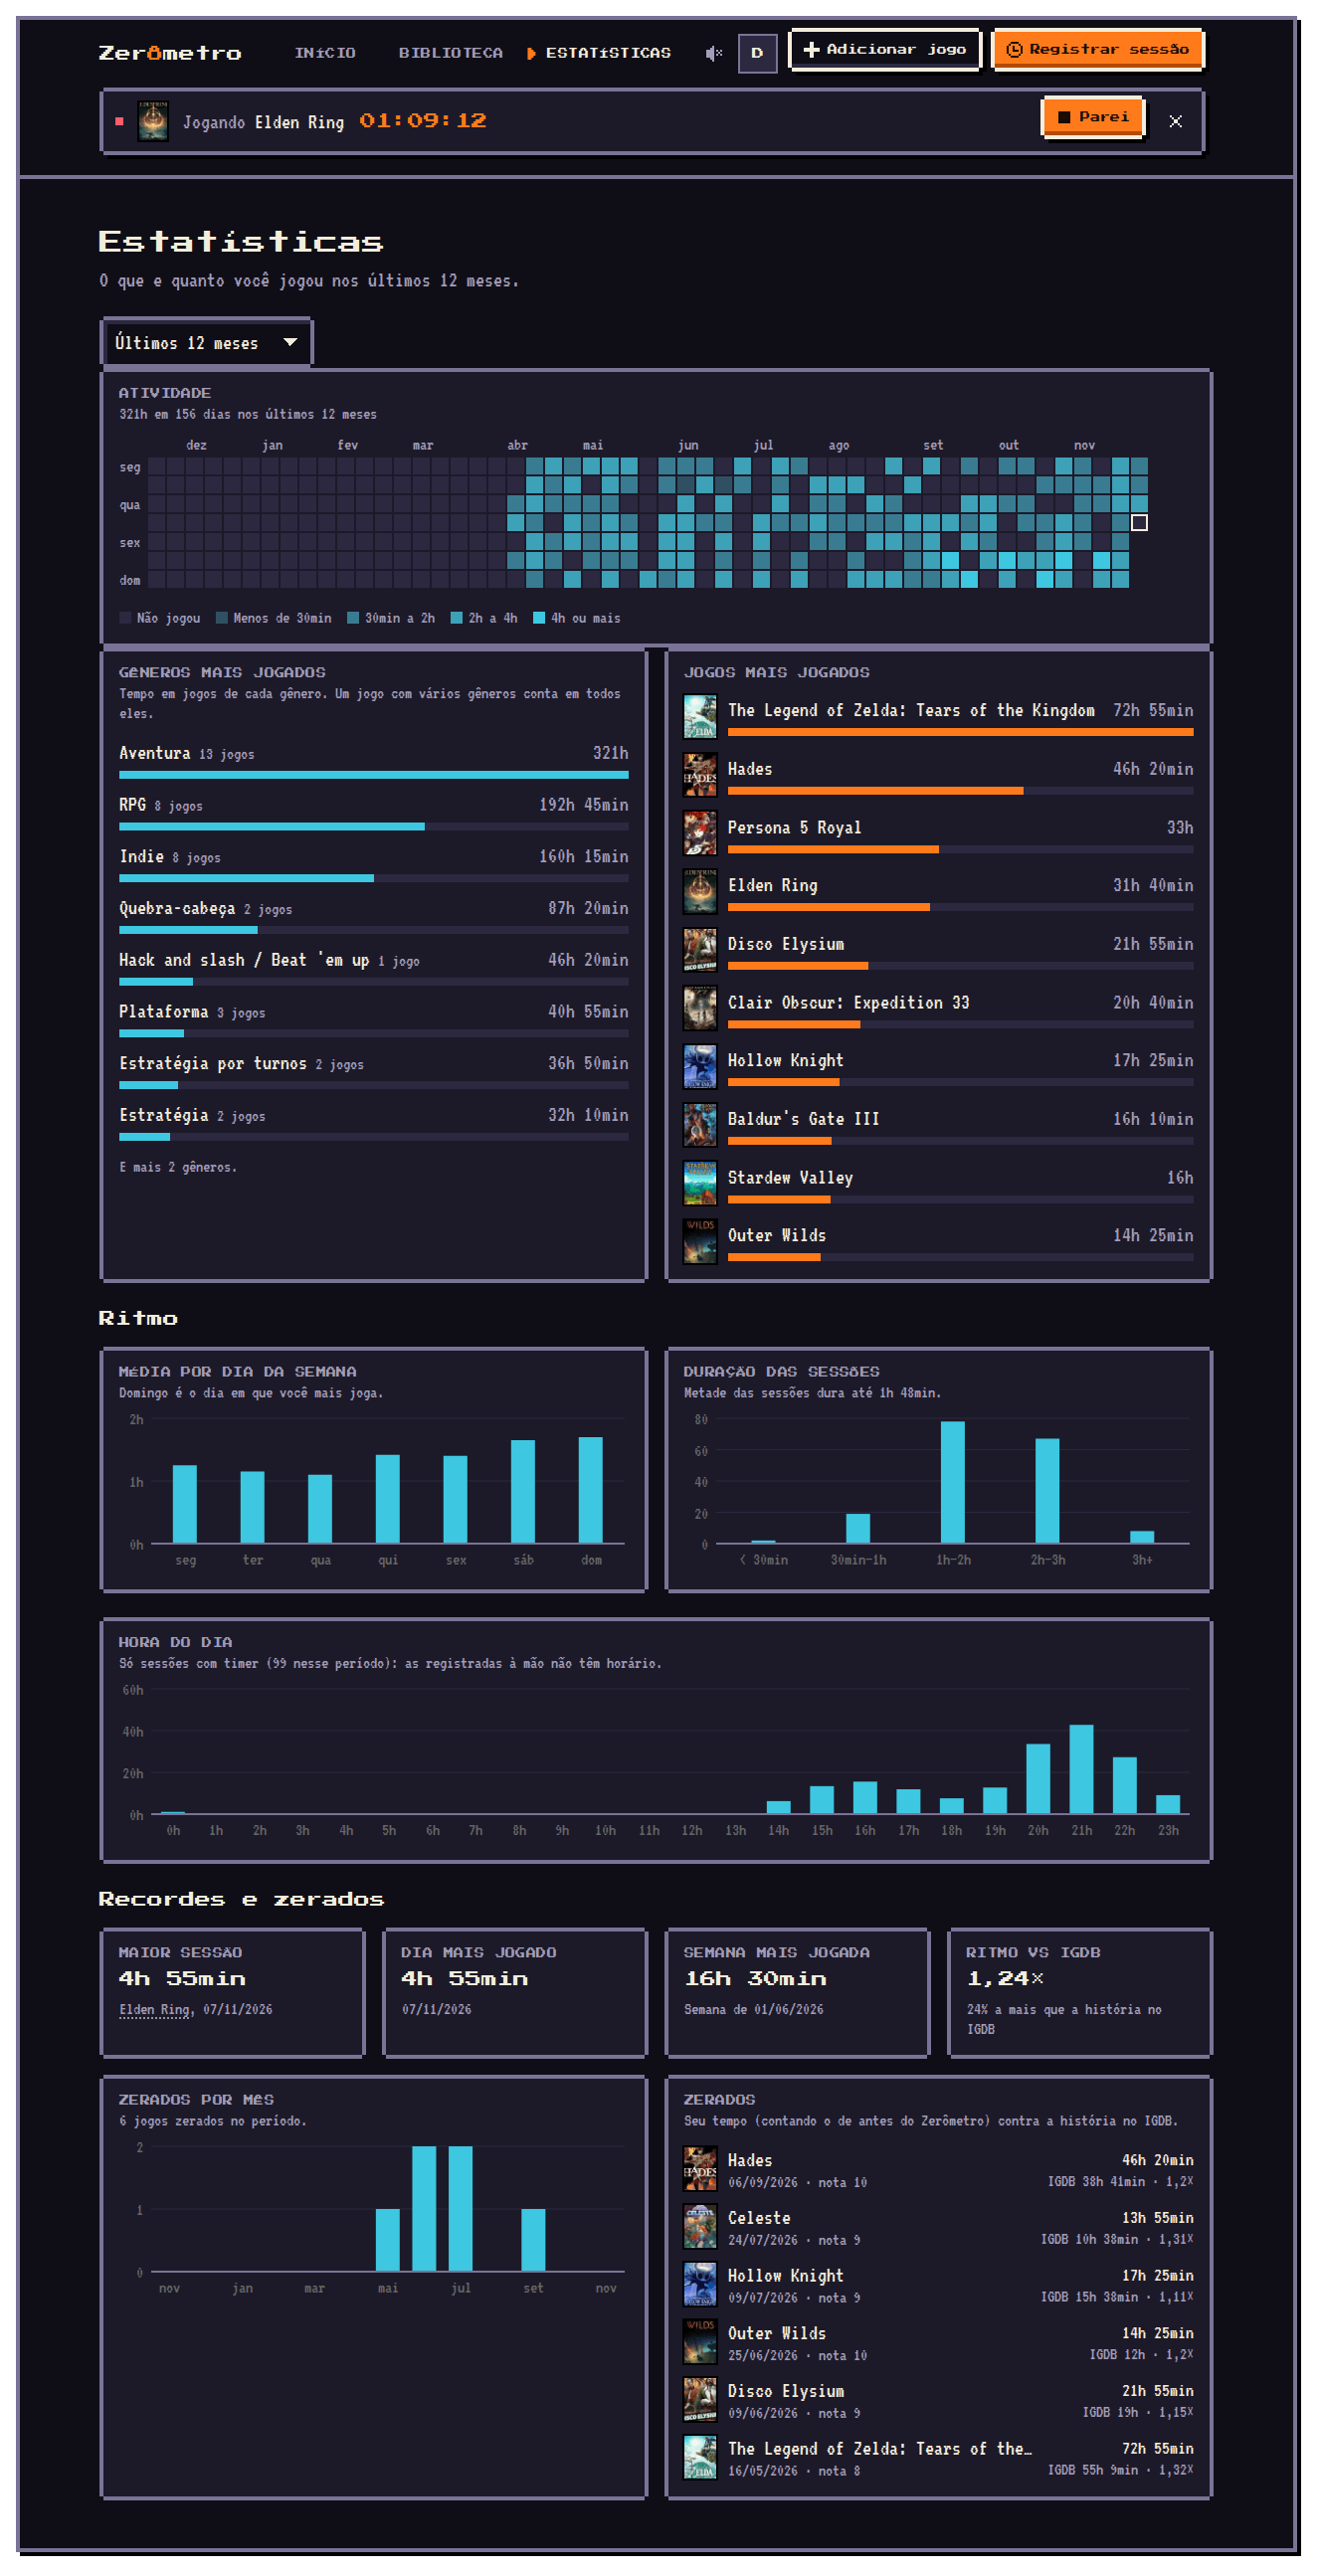 Zerômetro INÍCIO BIBLIOTECA ESTATÍSTICAS D Adicionar jogo Registrar sessão
Jogando Elden Ring 01:09:12 Parei
Estatísticas
O que e quanto você jogou nos últimos 12 meses.
Últimos 12 meses
ATIVIDADE
321h em 156 dias nos últimos 12 meses
dez jan fev mar abr mai jun jul ago set out nov
seg
qua
sex
dom
Não jogou Menos de 30min 30min a 2h 2h a 4h 4h ou mais
GÊNEROS MAIS JOGADOS
Tempo em jogos de cada gênero. Um jogo com vários gêneros conta em todos
eles.
Aventura 13 jogos 321h
RPG 8 jogos 192h 45min
Indie 8 jogos 160h 15min
Quebra-cabeça 2 jogos 87h 20min
Hack and slash / Beat 'em up 1 jogo 46h 20min
Plataforma 3 jogos 40h 55min
Estratégia por turnos 2 jogos 36h 50min
Estratégia 2 jogos 32h 10min
E mais 2 gêneros.
JOGOS MAIS JOGADOS
The Legend of Zelda: Tears of the Kingdom 72h 55min
Hades 46h 20min
Persona 5 Royal 33h
Elden Ring 31h 40min
Disco Elysium 21h 55min
Clair Obscur: Expedition 33 20h 40min
Hollow Knight 17h 25min
Baldur's Gate III 16h 10min
Stardew Valley 16h
Outer Wilds 14h 25min
Ritmo
MÉDIA POR DIA DA SEMANA
Domingo é o dia em que você mais joga.
2h
1h
0h
seg ter qua qui sex sáb dom
DURAÇÃO DAS SESSÕES
Metade das sessões dura até 1h 48min.
80
60
40
20
0
< 30min 30min–1h 1h–2h 2h–3h 3h+
HORA DO DIA
Só sessões com timer (99 nesse período): as registradas à mão não têm horário.
60h
40h
20h
0h
0h 1h 2h 3h 4h 5h 6h 7h 8h 9h 10h 11h 12h 13h 14h 15h 16h 17h 18h 19h 20h 21h 22h 23h
Recordes e zerados
MAIOR SESSÃO
4h 55min
Elden Ring, 07/11/2026
DIA MAIS JOGADO
4h 55min
07/11/2026
SEMANA MAIS JOGADA
16h 30min
Semana de 01/06/2026
RITMO VS IGDB
1,24×
24% a mais que a história no
IGDB
ZERADOS POR MÊS
6 jogos zerados no período.
2
1
0
nov jan mar mai jul set nov
ZERADOS
Seu tempo (contando o de antes do Zerômetro) contra a história no IGDB.
Hades 46h 20min
06/09/2026 · nota 10 IGDB 38h 41min · 1,2×
Celeste 13h 55min
24/07/2026 · nota 9 IGDB 10h 38min · 1,31×
Hollow Knight 17h 25min
09/07/2026 · nota 9 IGDB 15h 38min · 1,11×
Outer Wilds 14h 25min
25/06/2026 · nota 10 IGDB 12h · 1,2×
Disco Elysium 21h 55min
09/06/2026 · nota 9 IGDB 19h · 1,15×
The Legend of Zelda: Tears of the… 72h 55min
16/05/2026 · nota 8 IGDB 55h 9min · 1,32×